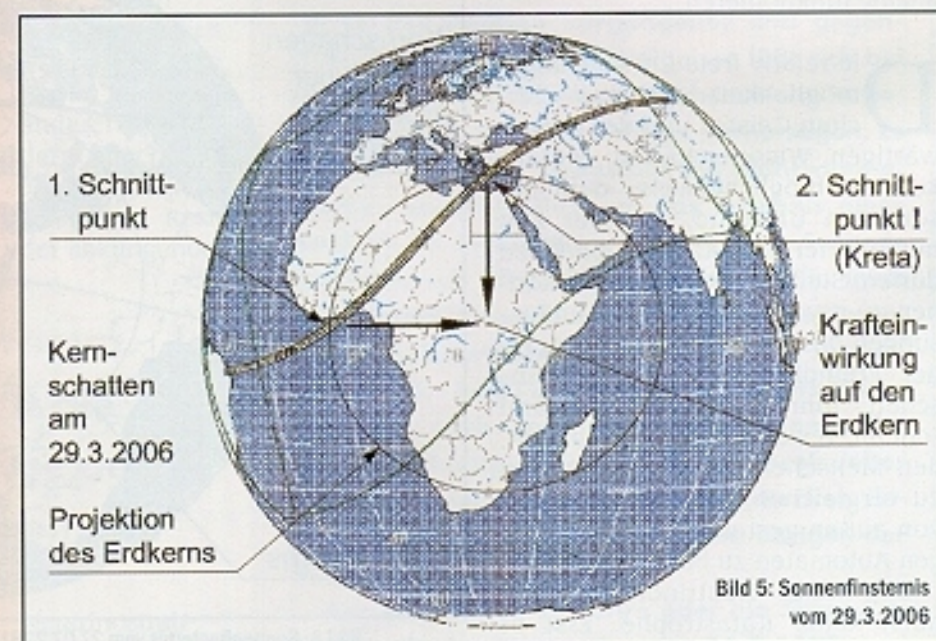 1. Schnitt-
punkt
Kern-
schatten
am
29.3.2006
Projektion
des Erdkerns
2. Schnitt-
punkt !
(Kreta)
Kraftein-
wirkung
auf den
Erdkern
Bild 5: Sonnenfinsternis
vom 29.3.2006